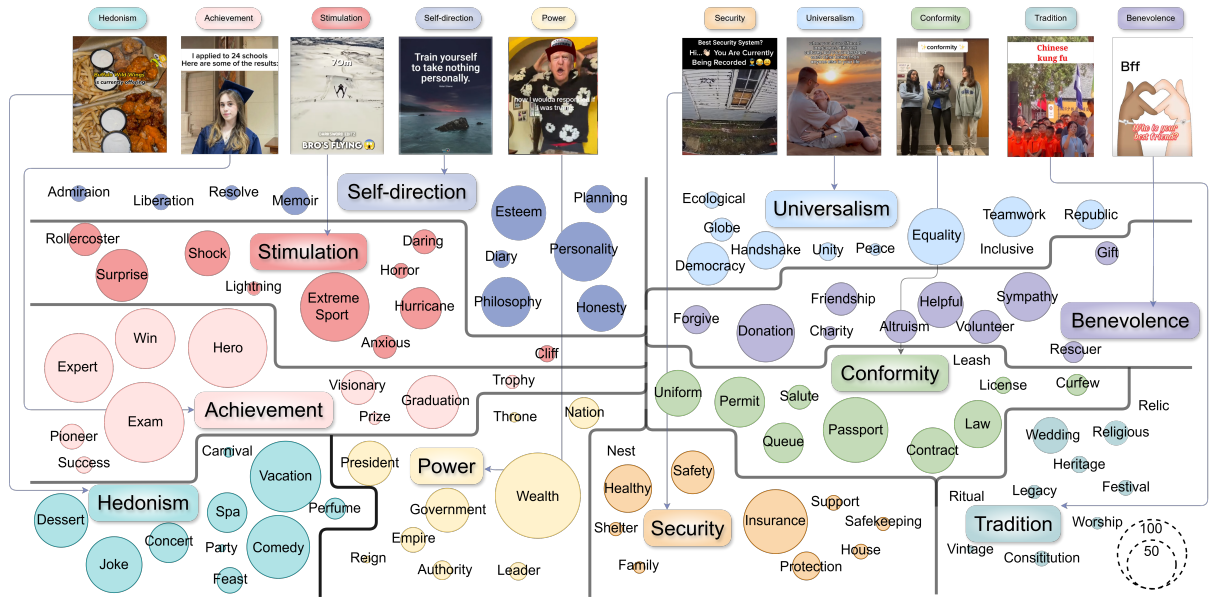 Hedonism
Achievement
Stimulation
Self-direction
Power
Security
Universalism
Conformity
Tradition
Benevolence
Buffalo Wild Wings
I applied to 24 schools
Here are some of the results:
70m
BRO'S FLYING
Train yourself
to take nothing
personally.
Best Security System?
Hi... You Are Currently
Being Recorded
conformity
Chinese
kung fu
Bff
Who is your
best friend?
Admiraion
Liberation
Resolve
Memoir
Self-direction
Esteem
Planning
Diary
Personality
Philosophy
Honesty
Rollercoster
Surprise
Shock
Stimulation
Daring
Lightning
Horror
Extreme
Sport
Hurricane
Anxious
Cliff
Expert
Win
Hero
Exam
Achievement
Visionary
Prize
Graduation
Trophy
Pioneer
Success
Throne
Nation
President
Power
Wealth
Government
Empire
Reign
Authority
Leader
Carnival
Vacation
Hedonism
Perfume
Dessert
Spa
Concert
Party
Comedy
Joke
Feast
Ecological
Universalism
Globe
Handshake
Unity
Peace
Equality
Teamwork
Inclusive
Republic
Democracy
Gift
Forgive
Donation
Friendship
Charity
Altruism
Helpful
Volunteer
Sympathy
Benevolence
Rescuer
Conformity
Leash
License
Curfew
Uniform
Permit
Salute
Queue
Passport
Contract
Law
Relic
Wedding
Religious
Heritage
Legacy
Festival
Ritual
Tradition
Worship
Vintage
Consititution
Nest
Healthy
Safety
Shelter
Security
Family
Insurance
Support
Safekeeping
House
Protection
100
50